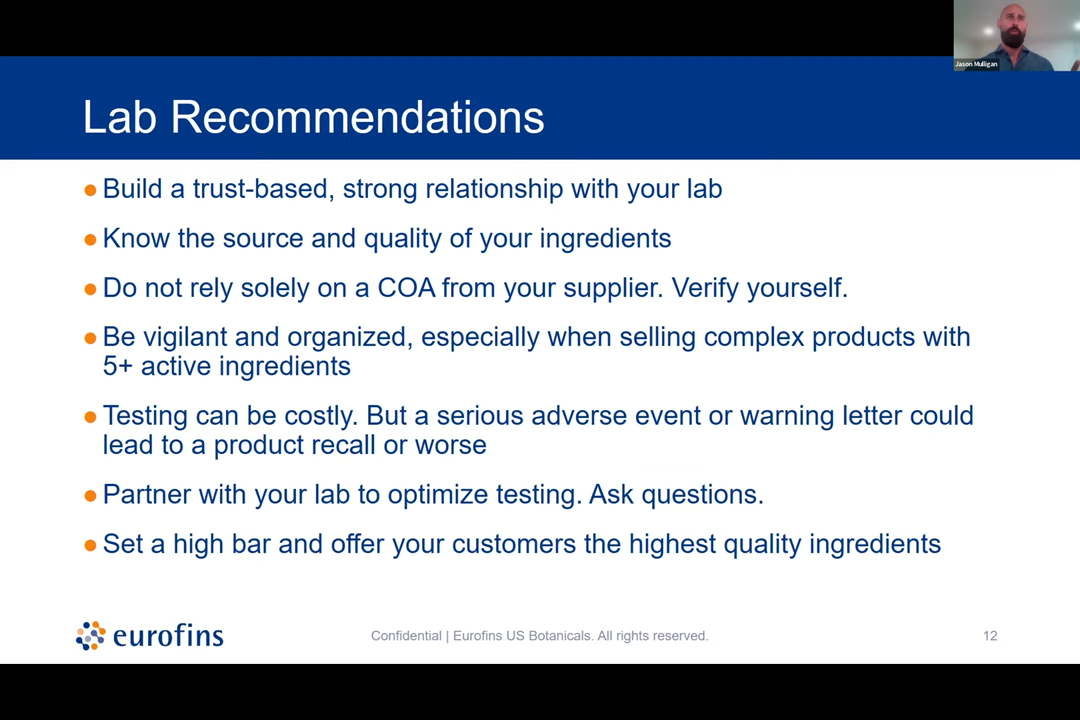 Jason Mulligan
Lab Recommendations
● Build a trust-based, strong relationship with your lab
● Know the source and quality of your ingredients
● Do not rely solely on a COA from your supplier. Verify yourself.
● Be vigilant and organized, especially when selling complex products with
5+ active ingredients
● Testing can be costly. But a serious adverse event or warning letter could
lead to a product recall or worse
● Partner with your lab to optimize testing. Ask questions.
● Set a high bar and offer your customers the highest quality ingredients
eurofins
Confidential | Eurofins US Botanicals. All rights reserved.
12